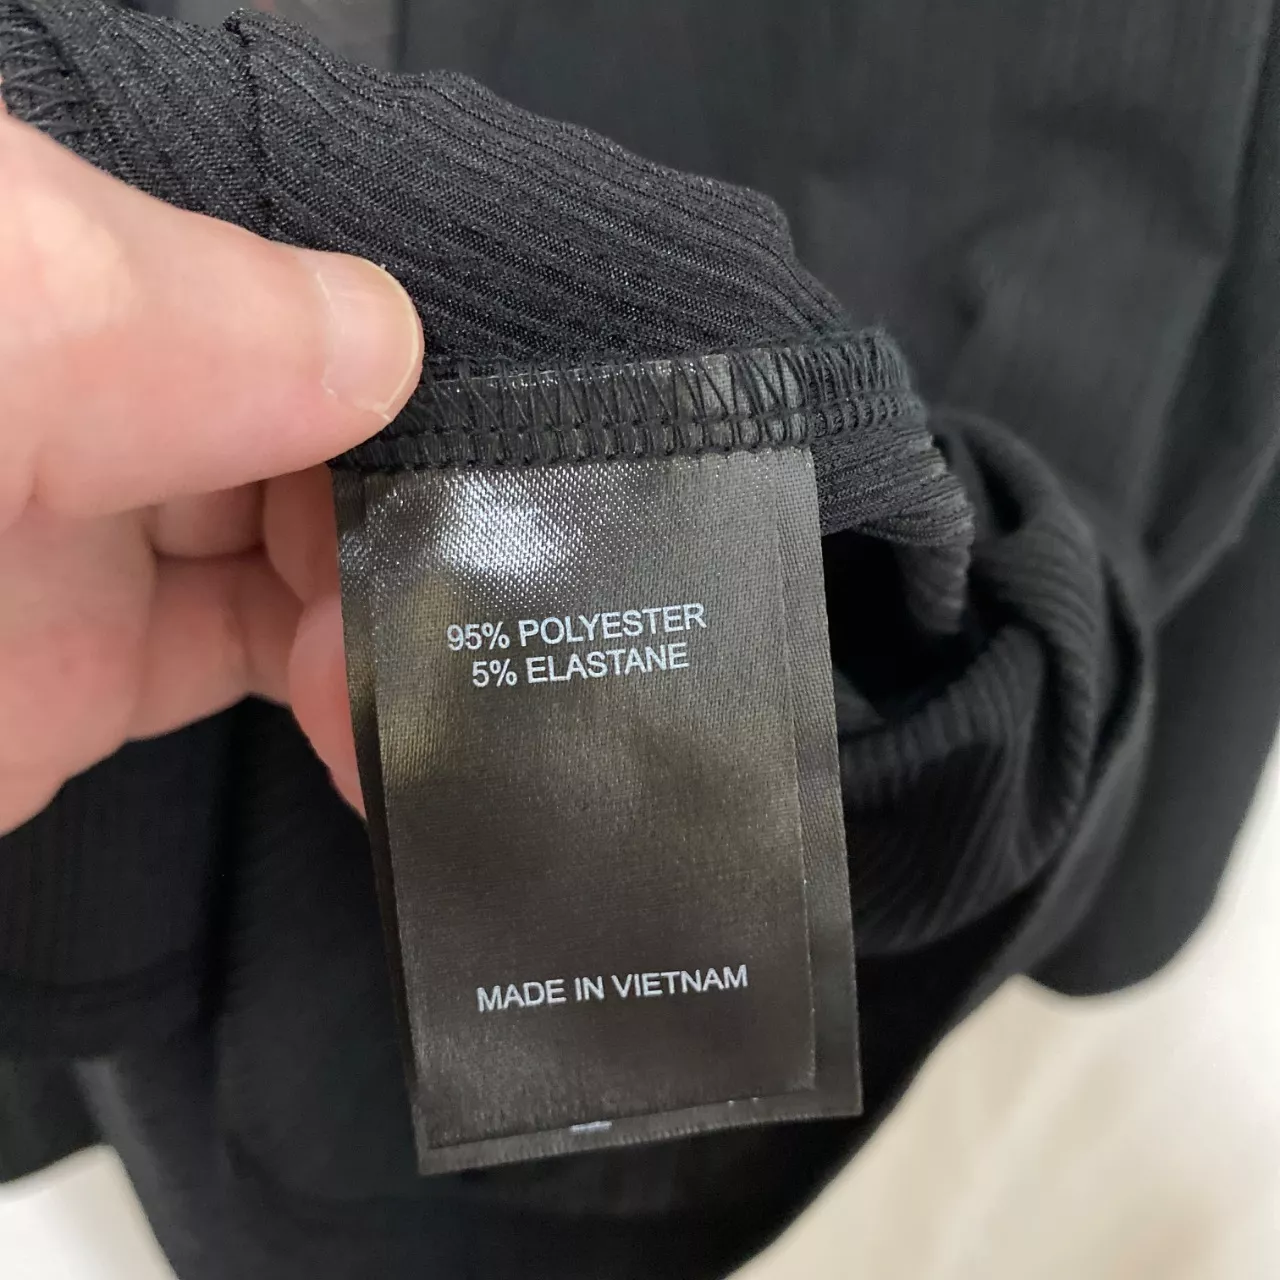 95% POLYESTER
5% ELASTANE
MADE IN VIETNAM